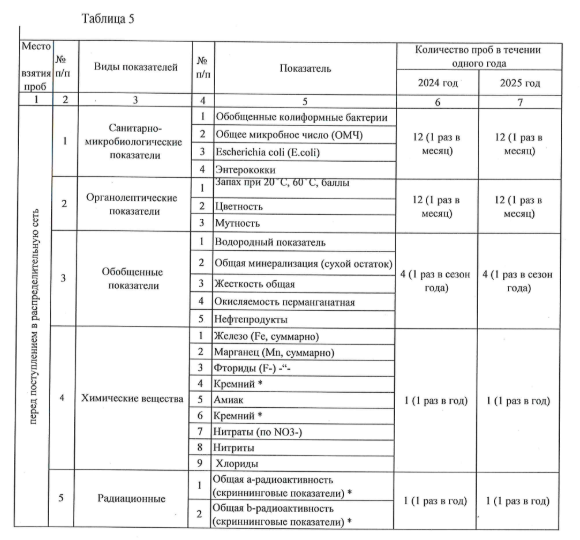 Таблица 5
Место взятия проб | № п/п | Виды показателей | № п/п | Показатель | Количество проб в течении одного года
2024 год | 2025 год
1 | 2 | 3 | 4 | 5 | 6 | 7
перед поступлением в распределительную сеть
1 | Санитарно-микробиологические показатели | 12 (1 раз в месяц) | 12 (1 раз в месяц)
1 Обобщенные колиформные бактерии
2 Общее микробное число (ОМЧ)
3 Escherichia coli (E.coli)
4 Энтерококки
2 | Органолептические показатели | 12 (1 раз в месяц) | 12 (1 раз в месяц)
1 Запах при 20˚С, 60˚С, баллы
2 Цветность
3 Мутность
3 | Обобщенные показатели | 4 (1 раз в сезон года) | 4 (1 раз в сезон года)
1 Водородный показатель
2 Общая минерализация (сухой остаток)
3 Жесткость общая
4 Окисляемость перманганатная
5 Нефтепродукты
4 | Химические вещества | 1 (1 раз в год) | 1 (1 раз в год)
1 Железо (Fe, суммарно)
2 Марганец (Мп, суммарно)
3 Фториды (F-) -“-
4 Кремний *
5 Амиак
6 Кремний *
7 Нитраты (по NO3-)
8 Нитриты
9 Хлориды
5 | Радиационные | 1 (1 раз в год) | 1 (1 раз в год)
1 Общая а-радиоактивность
(скриннинговые показатели) *
2 Общая b-радиоактивность
(скриннинговые показатели) *